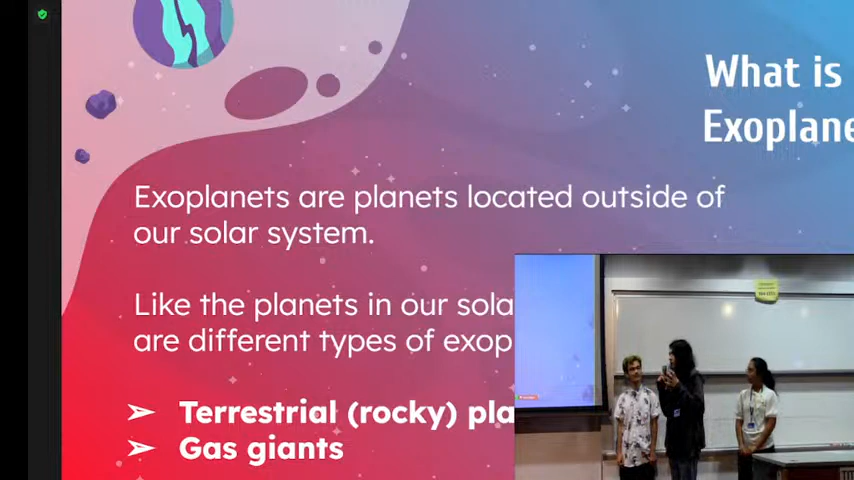 What is
Exoplane
Exoplanets are planets located outside of
our solar system.
Like the planets in our sola
are different types of exop
➢ Terrestrial (rocky) pla
➢ Gas giants